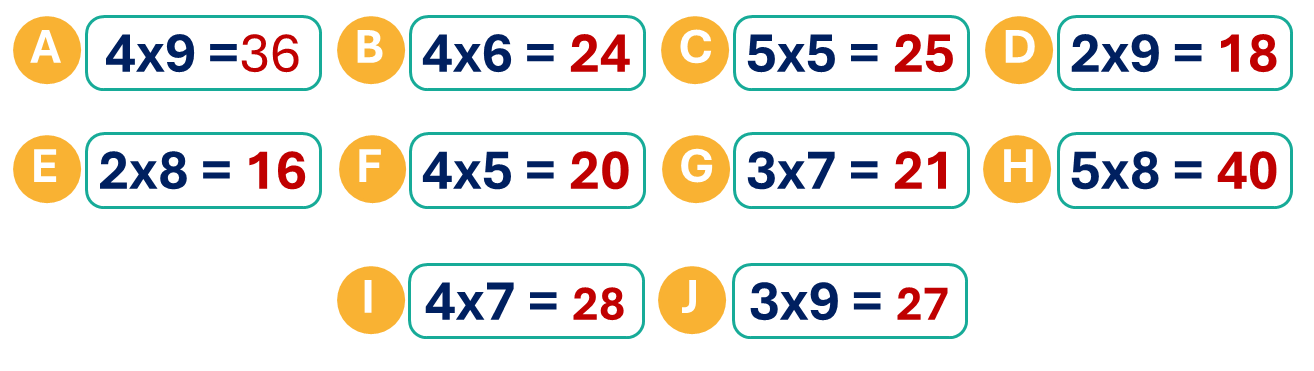 A 4x9 =36 B 4x6 = 24 C 5x5 = 25 D 2x9 = 18
E 2x8 = 16 F 4x5 = 20 G 3x7 = 21 H 5x8 = 40
I 4x7 = 28 J 3x9 = 27